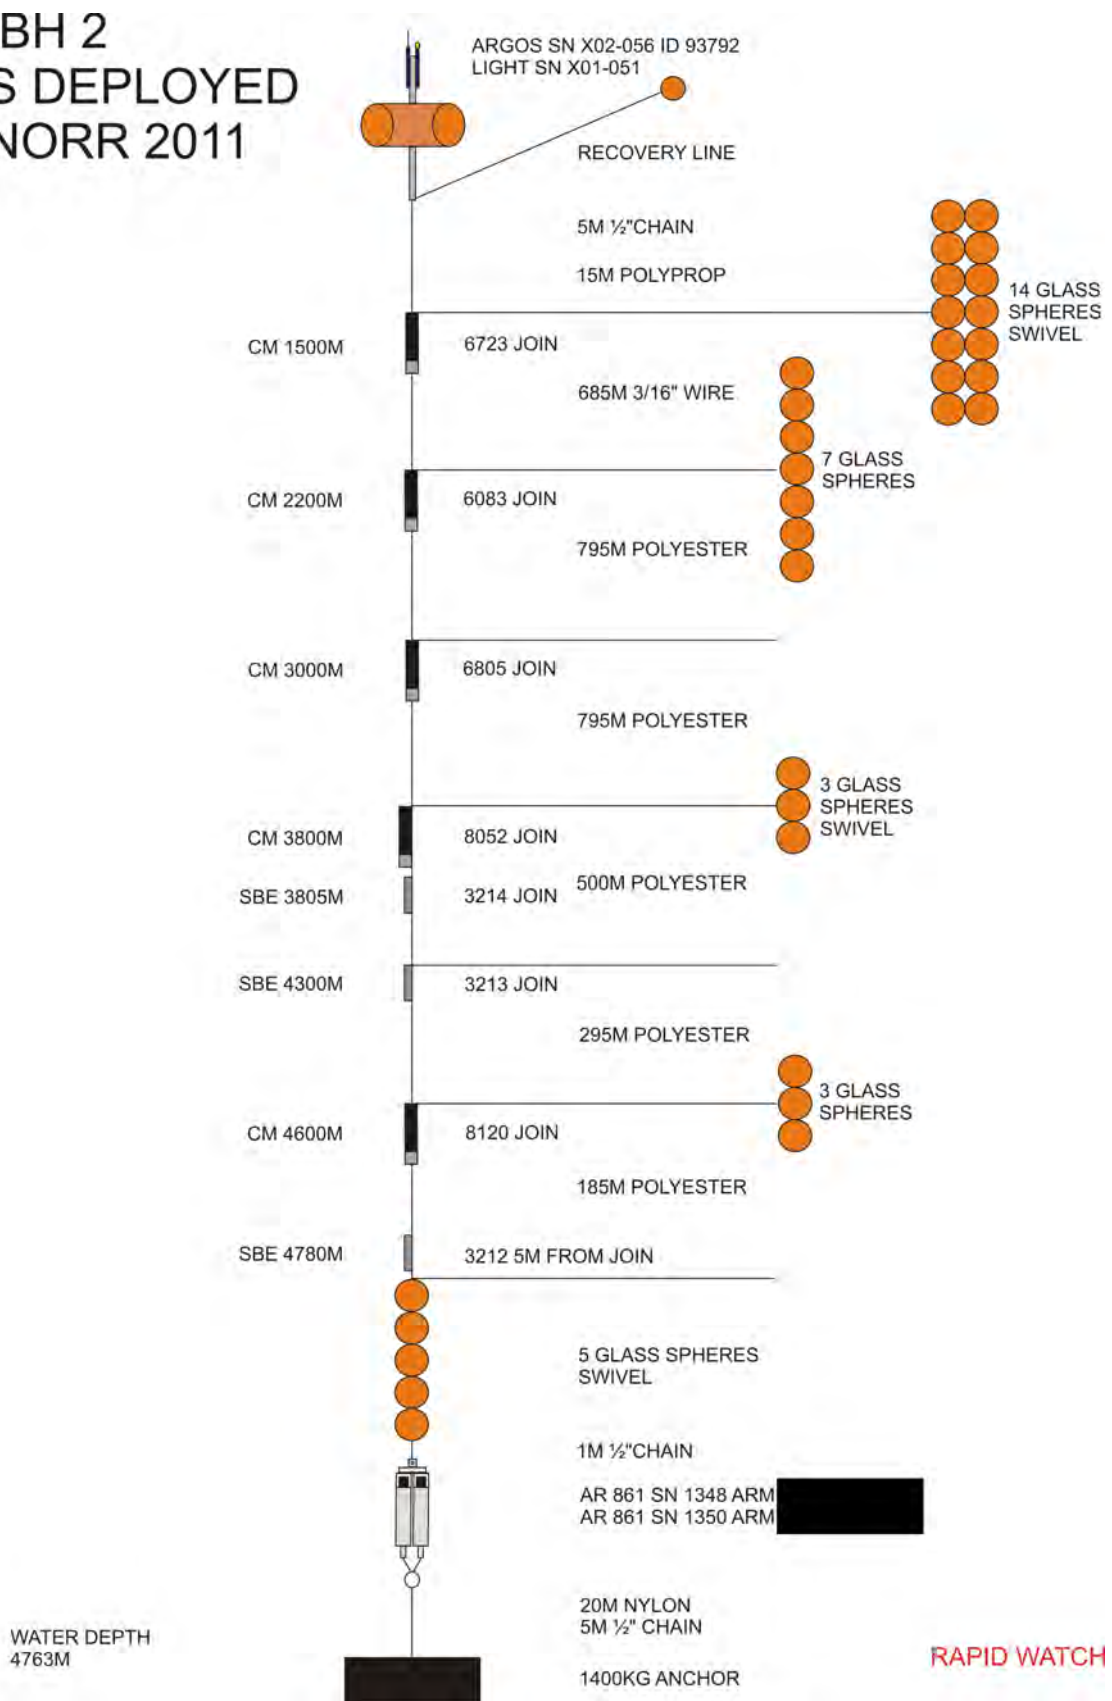 BH 2
S DEPLOYED
NORR 2011
ARGOS SN X02-056 ID 93792
LIGHT SN X01-051
RECOVERY LINE
5M ½"CHAIN
15M POLYPROP
14 GLASS
SPHERES
SWIVEL
CM 1500M
6723 JOIN
685M 3/16" WIRE
7 GLASS
SPHERES
CM 2200M
6083 JOIN
795M POLYESTER
CM 3000M
6805 JOIN
795M POLYESTER
3 GLASS
SPHERES
SWIVEL
CM 3800M
8052 JOIN
500M POLYESTER
SBE 3805M
3214 JOIN
SBE 4300M
3213 JOIN
295M POLYESTER
3 GLASS
SPHERES
CM 4600M
8120 JOIN
185M POLYESTER
SBE 4780M
3212 5M FROM JOIN
5 GLASS SPHERES
SWIVEL
1M ½"CHAIN
AR 861 SN 1348 ARM
AR 861 SN 1350 ARM
20M NYLON
5M ½" CHAIN
WATER DEPTH
4763M
RAPID WATCH
1400KG ANCHOR